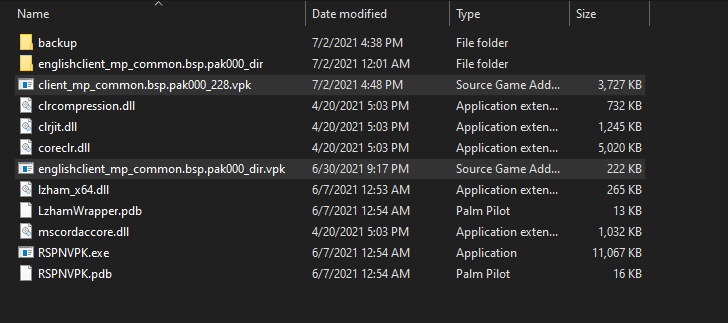 Name Date modified Type Size
backup 7/2/2021 4:38 PM File folder
englishclient_mp_common.bsp.pak000_dir 7/2/2021 12:01 AM File folder
client_mp_common.bsp.pak000_228.vpk 7/2/2021 4:48 PM Source Game Add... 3,727 KB
clrcompression.dll 4/20/2021 5:03 PM Application exten... 732 KB
clrjit.dll 4/20/2021 5:03 PM Application exten... 1,245 KB
coreclr.dll 4/20/2021 5:03 PM Application exten... 5,020 KB
englishclient_mp_common.bsp.pak000_dir.vpk 6/30/2021 9:17 PM Source Game Add... 222 KB
lzham_x64.dll 6/7/2021 12:53 AM Application exten... 265 KB
LzhamWrapper.pdb 6/7/2021 12:54 AM Palm Pilot 13 KB
mscordaccore.dll 4/20/2021 5:03 PM Application exten... 1,032 KB
RSPNVPK.exe 6/7/2021 12:54 AM Application 11,067 KB
RSPNVPK.pdb 6/7/2021 12:54 AM Palm Pilot 16 KB